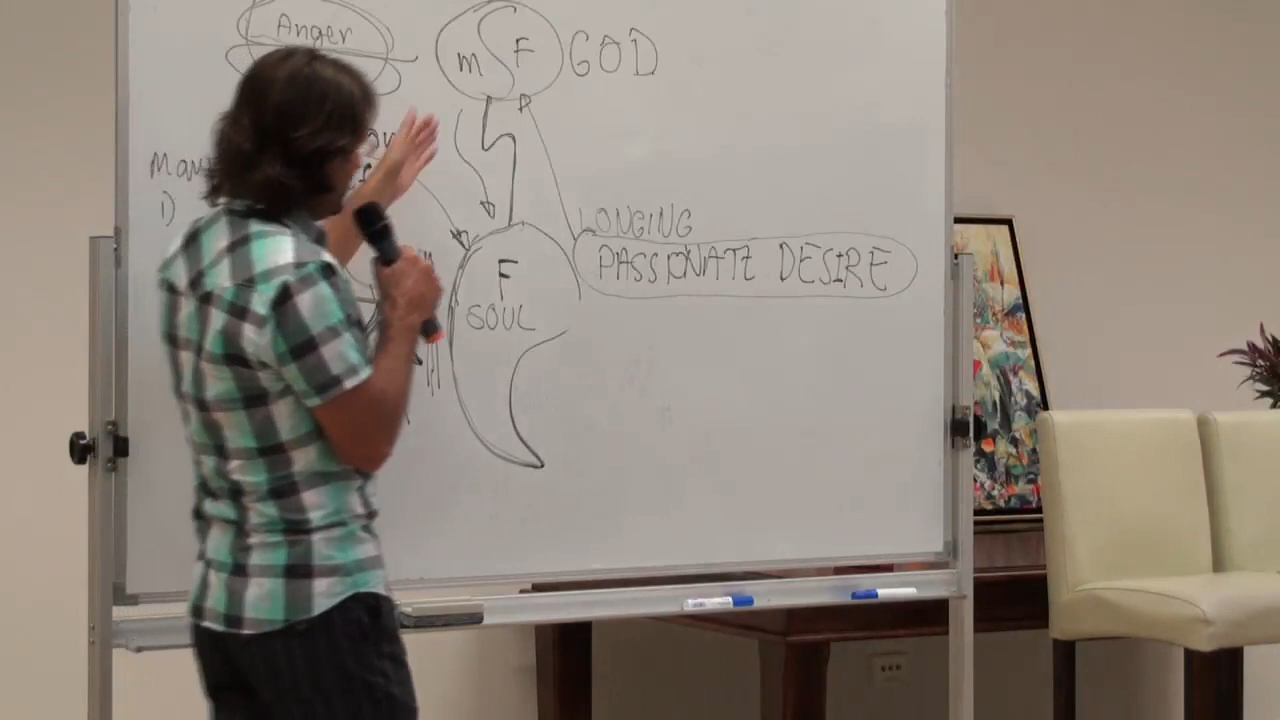 Anger
m F GOD
LONGING
PASSIONATE DESIRE
F
SOUL
D